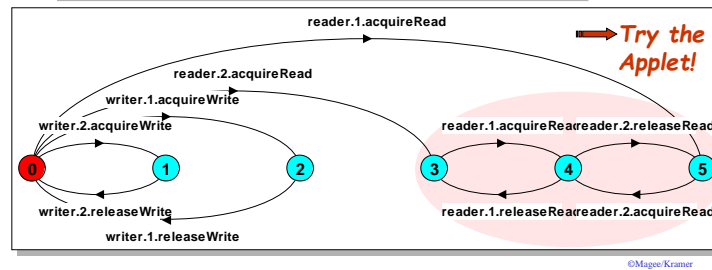 reader.1.acquireRead
Try the
Applet!
reader.2.acquireRead
writer.1.acquireWrite
writer.2.acquireWrite
reader.1.acquireRea
reader.2.releaseRead
0
1
2
3
4
5
writer.2.releaseWrite
reader.1.releaseRea
reader.2.acquireRead
writer.1.releaseWrite
©Magee/Kramer